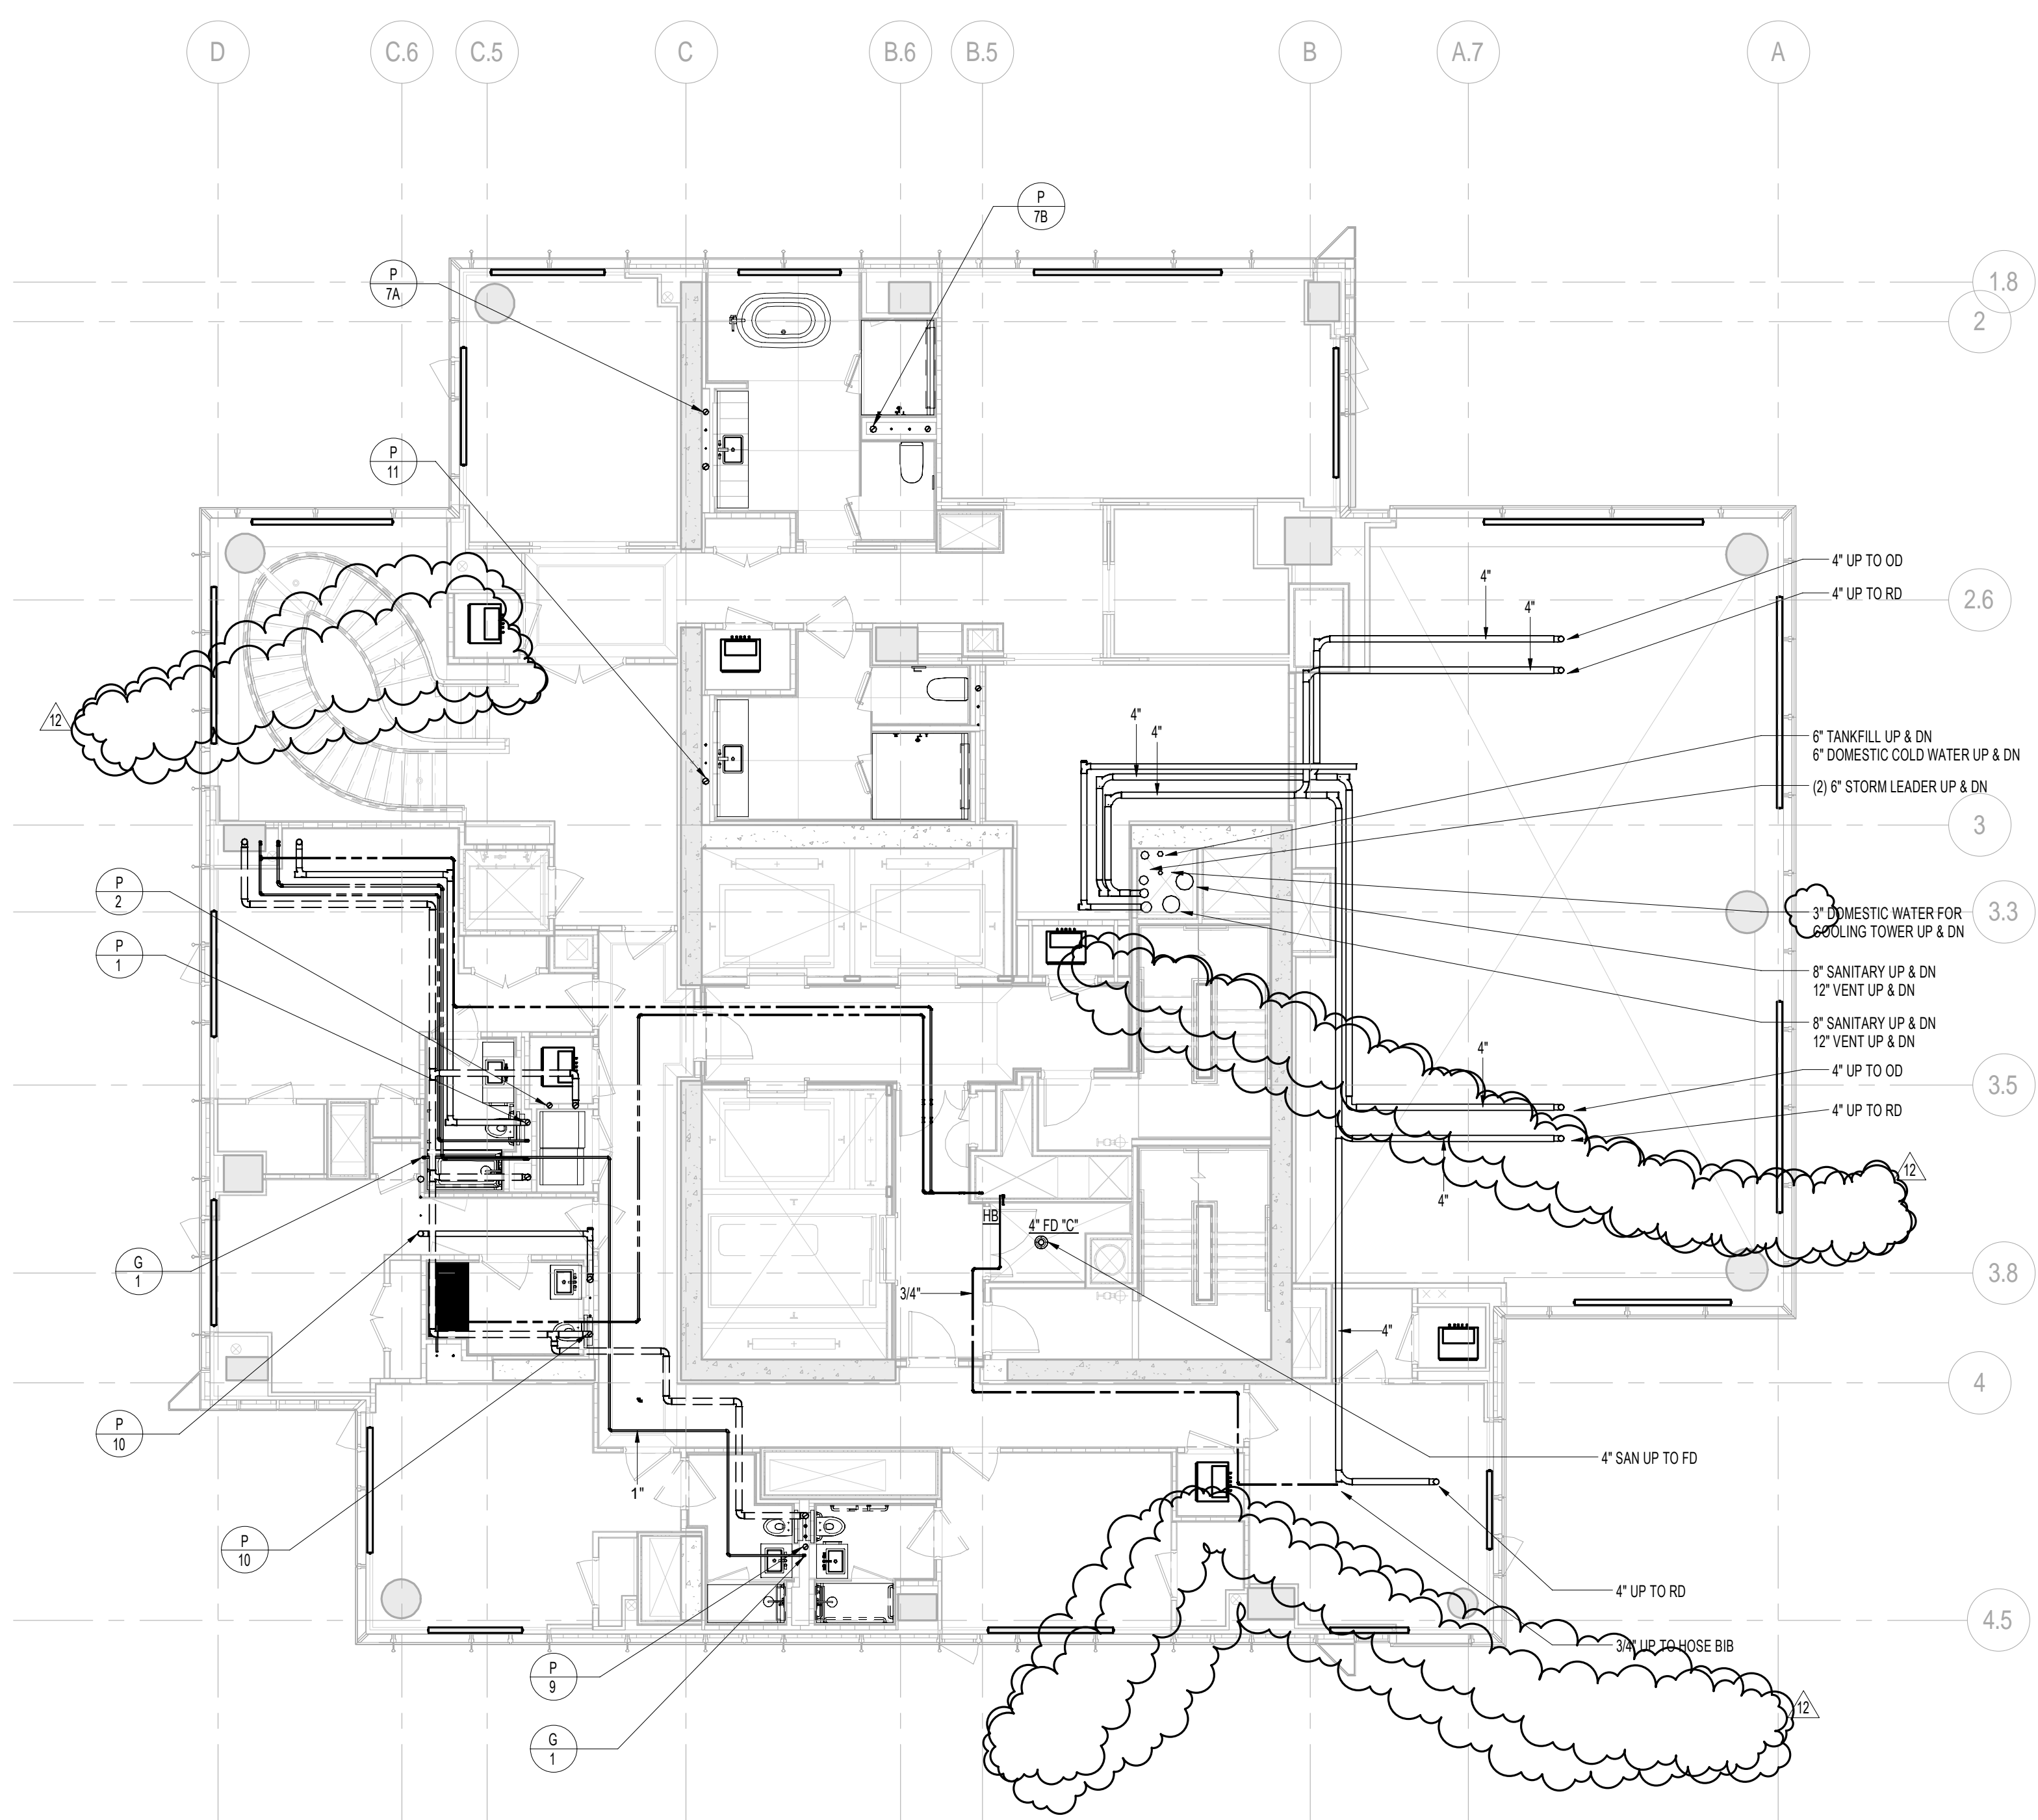 D
C.6
C.5
C
B.6
B.5
B
A.7
A
P
7B
P
7A
1.8
2
P
11
4" UP TO OD
4"
4" UP TO RD
4"
2.6
12
4"
4"
6" TANKFILL UP & DN
6" DOMESTIC COLD WATER UP & DN
(2) 6" STORM LEADER UP & DN
3
P
2
3" DOMESTIC WATER FOR
COOLING TOWER UP & DN
3.3
P
1
8" SANITARY UP & DN
12" VENT UP & DN
8" SANITARY UP & DN
12" VENT UP & DN
4"
4" UP TO OD
3.5
4" UP TO RD
12
4"
HB
4" FD "C"
G
1
3.8
3/4"
4"
4
P
10
4" SAN UP TO FD
1"
P
10
4" UP TO RD
4.5
3/4" UP TO HOSE BIB
P
9
12
G
1